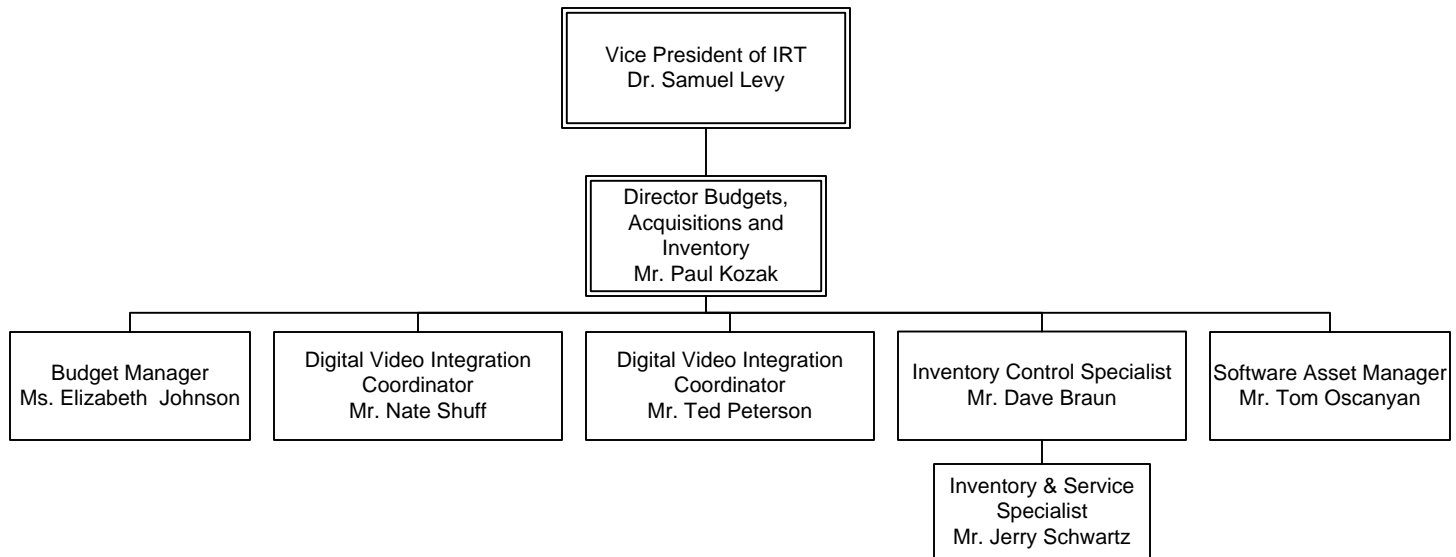 Vice President of IRT
Dr. Samuel Levy
Director Budgets,
Acquisitions and
Inventory
Mr. Paul Kozak
Budget Manager
Ms. Elizabeth  Johnson
Digital Video Integration
Coordinator
Mr. Nate Shuff
Digital Video Integration
Coordinator
Mr. Ted Peterson
Inventory Control Specialist
Mr. Dave Braun
Software Asset Manager
Mr. Tom Oscanyan
Inventory & Service
Specialist
Mr. Jerry Schwartz